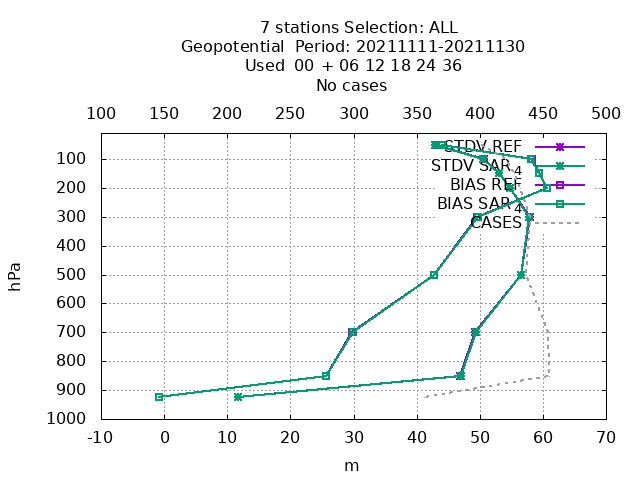 7 stations Selection: ALL
Geopotential  Period: 20211111-20211130
Used  00 + 06 12 18 24 36
No cases
100 150 200 250 300 350 400 450 500
STDV REF
STDV SAR_4
BIAS REF
BIAS SAR_4
CASES
100
200
300
400
500
600
700
800
900
1000
hPa
-10 0 10 20 30 40 50 60 70
m